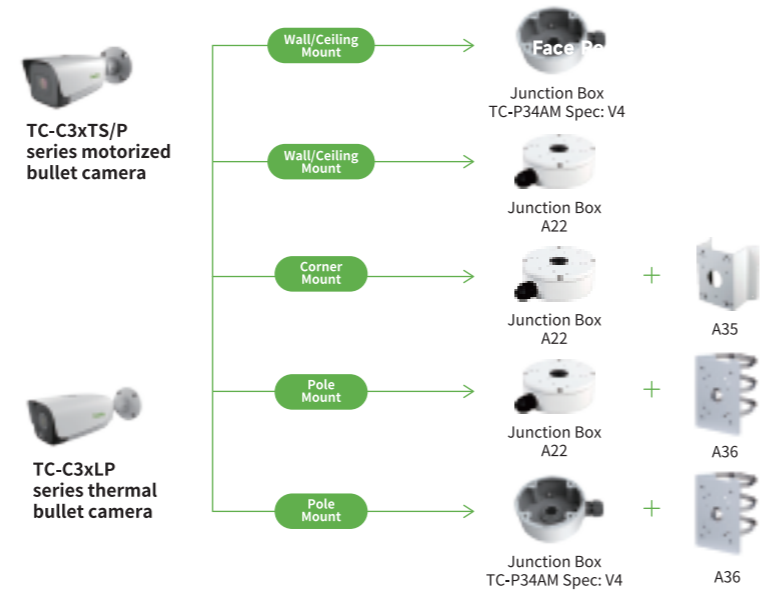 Wall/Ceiling
Mount
Face
Junction Box
TC-P34AM Spec: V4
TC-C3xTS/P
series motorized
bullet camera
Wall/Ceiling
Mount
Junction Box
A22
Corner
Mount
Junction Box
A22
+
A35
Pole
Mount
Junction Box
A22
+
A36
TC-C3xLP
series thermal
bullet camera
Pole
Mount
Junction Box
TC-P34AM Spec: V4
+
A36